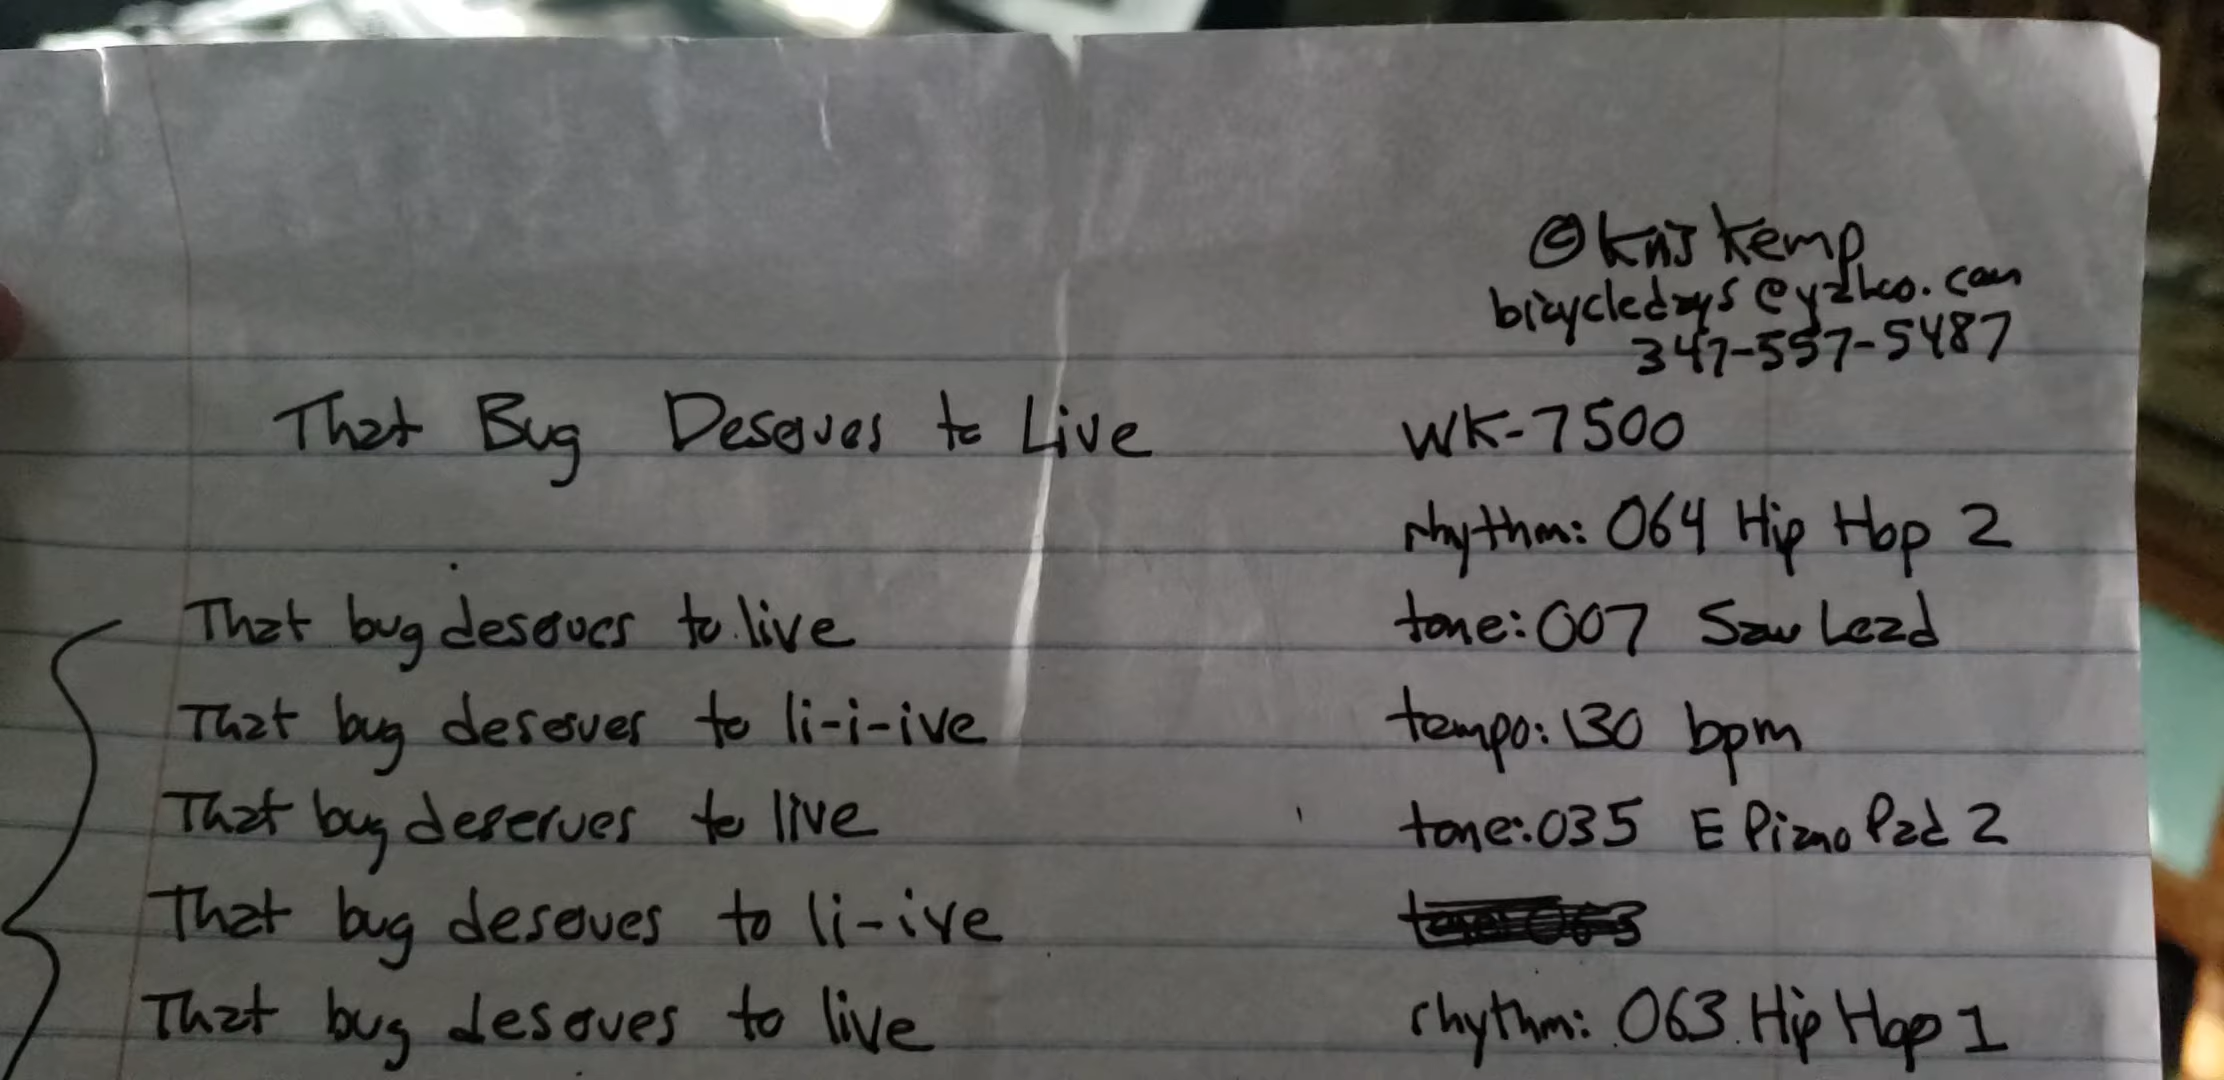 © Kris Kemp
bicycledays@yahoo.com
347-557-5487
That Bug Deserves to Live
WK-7500
rhythm: 064 Hip Hop 2
That bug deserves to live
tone: 007 Saw Lead
That bug deserves to li-i-ive
tempo: 130 bpm
That bug deserves to live
tone: 035 E Piano Pad 2
That bug deserves to li-ive
That bug deserves to live
rhythm: 063 Hip Hop 1